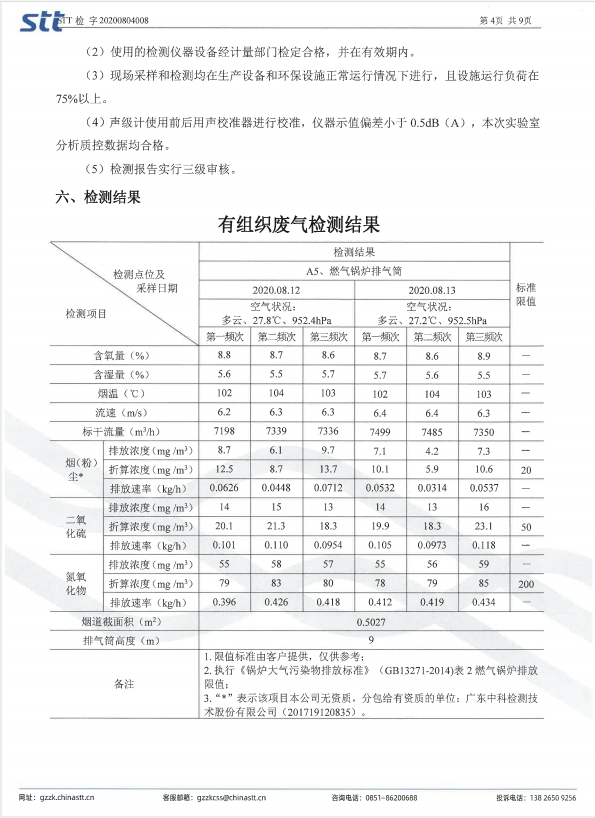 stt STT 检 字 20200804008 第 4页 共 9页
（2）使用的检测仪器设备经计量部门检定合格，并在有效期内。
（3）现场采样和检测均在生产设备和环保设施正常运行情况下进行，且设施运行负荷在
75%以上。
（4）声级计使用前后用声校准器进行校准，仪器示值偏差小于 0.5dB（A），本次实验室
分析质控数据均合格。
（5）检测报告实行三级审核。
六、检测结果
有组织废气检测结果
检测点位及
采样日期
检测项目
检测结果
标准
限值
A5、燃气锅炉排气筒
2020.08.12 2020.08.13
空气状况：
多云、27.8℃、952.4hPa
空气状况：
多云、27.2℃、952.5hPa
第一频次 第二频次 第三频次 第一频次 第二频次 第三频次
含氧量（%） 8.8 8.7 8.6 8.7 8.6 8.9 —
含湿量（%） 5.6 5.5 5.7 5.7 5.6 5.5 —
烟温（℃） 102 104 103 102 104 103 —
流速（m/s） 6.2 6.3 6.3 6.4 6.4 6.3 —
标干流量（m³/h） 7198 7339 7336 7499 7485 7350 —
烟（粉）
尘*
排放浓度（mg /m³） 8.7 6.1 9.7 7.1 4.2 7.3 —
折算浓度（mg /m³） 12.5 8.7 13.7 10.1 5.9 10.6 20
排放速率（kg/h） 0.0626 0.0448 0.0712 0.0532 0.0314 0.0537 —
二氧
化硫
排放浓度（mg /m³） 14 15 13 14 13 16 —
折算浓度（mg /m³） 20.1 21.3 18.3 19.9 18.3 23.1 50
排放速率（kg/h） 0.101 0.110 0.0954 0.105 0.0973 0.118 —
氮氧
化物
排放浓度（mg /m³） 55 58 57 55 56 59 —
折算浓度（mg /m³） 79 83 80 78 79 85 200
排放速率（kg/h） 0.396 0.426 0.418 0.412 0.419 0.434 —
烟道截面积（m²） 0.5027
排气筒高度（m） 9
备注
1. 限值标准由客户提供，仅供参考；
2. 执行《锅炉大气污染物排放标准》（GB13271-2014)表 2 燃气锅炉排放
限值；
3. “*”表示该项目本公司无资质，分包给有资质的单位：广东中科检测技
术股份有限公司（201719120835）。
网址：gzzk.chinastt.cn 客服邮箱：gzzkcss@chinastt.cn 咨询电话：0851-86200688 投诉电话：138 2650 9256